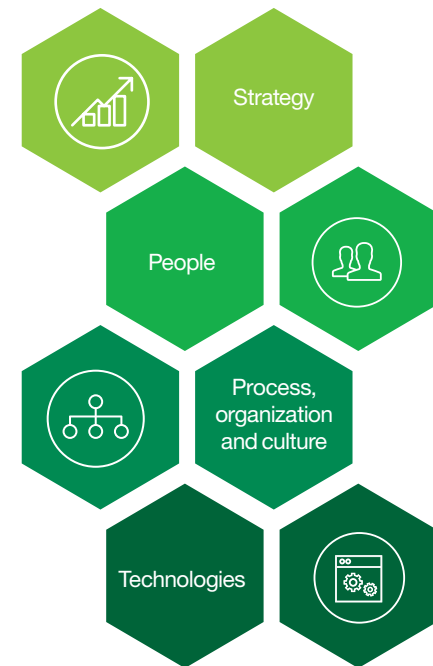 Strategy
People
Process,
organization
and culture
Technologies